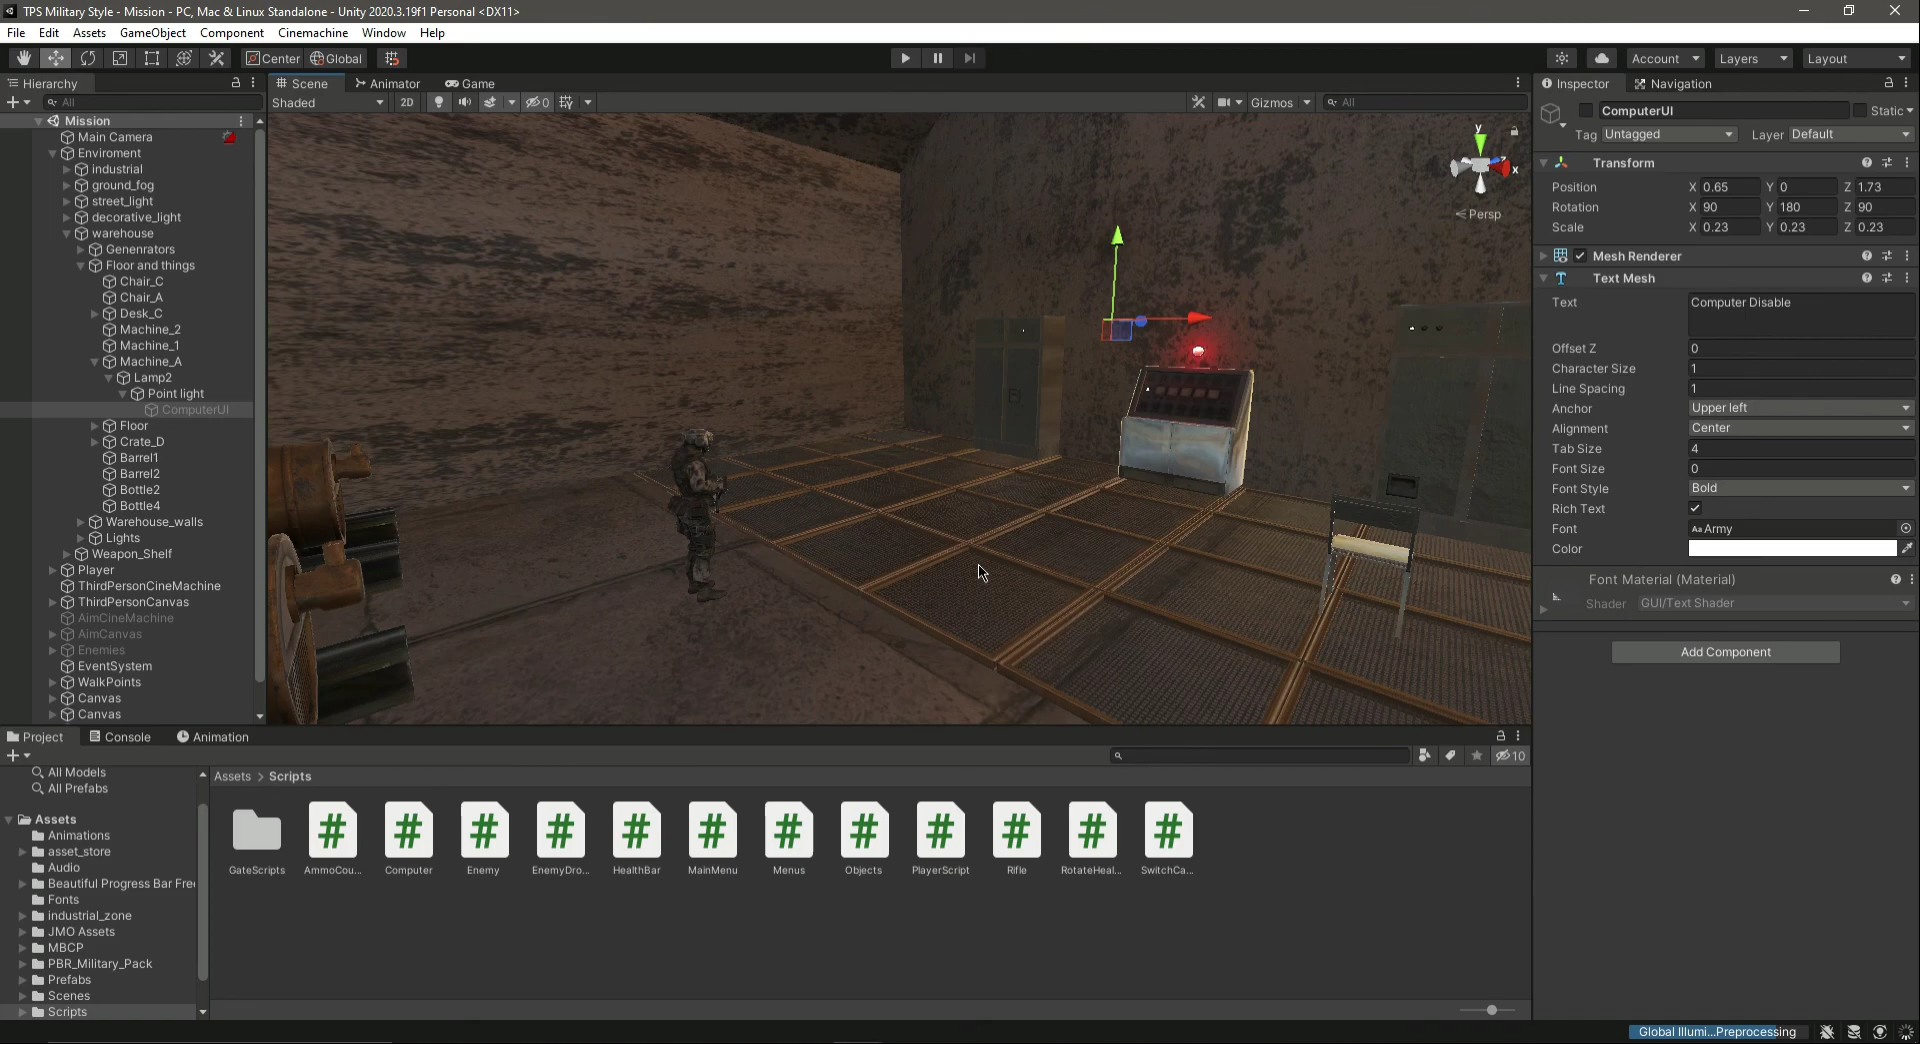 TPS Military Style - Mission - PC, Mac & Linux Standalone - Unity 2020.3.19f1 Personal <DX11>
File Edit Assets GameObject Component Cinemachine Window Help
Center Global Account Layers Layout
Hierarchy
All
Mission
Main Camera
Enviroment
industrial
ground_fog
street_light
decorative_light
warehouse
Genenrators
Floor and things
Chair_C
Chair_A
Desk_C
Machine_2
Machine_1
Machine_A
Lamp2
Point light
ComputerUI
Floor
Crate_D
Barrel1
Barrel2
Bottle2
Bottle4
Warehouse_walls
Lights
Weapon_Shelf
Player
ThirdPersonCineMachine
ThirdPersonCanvas
AimCineMachine
AimCanvas
Enemies
EventSystem
WalkPoints
Canvas
Canvas
Scene Animator Game
Shaded 2D 0 Gizmos All
y
x
Persp
Inspector Navigation
ComputerUI Static
Tag Untagged Layer Default
Transform
Position X 0.65 Y 0 Z 1.73
Rotation X 90 Y 180 Z 90
Scale X 0.23 Y 0.23 Z 0.23
Mesh Renderer
Text Mesh
Text Computer Disable
Offset Z 0
Character Size 1
Line Spacing 1
Anchor Upper left
Alignment Center
Tab Size 4
Font Size 0
Font Style Bold
Rich Text
Font Aa Army
Color
Font Material (Material)
Shader GUI/Text Shader
Add Component
Project Console Animation
10
All Models
All Prefabs
Assets
Animations
asset_store
Audio
Beautiful Progress Bar Free
Fonts
industrial_zone
JMO Assets
MBCP
PBR_Military_Pack
Prefabs
Scenes
Scripts
Assets > Scripts
GateScripts AmmoCou... Computer Enemy EnemyDro... HealthBar MainMenu Menus Objects PlayerScript Rifle RotateHeal... SwitchCa...
Global Illumi...Preprocessing